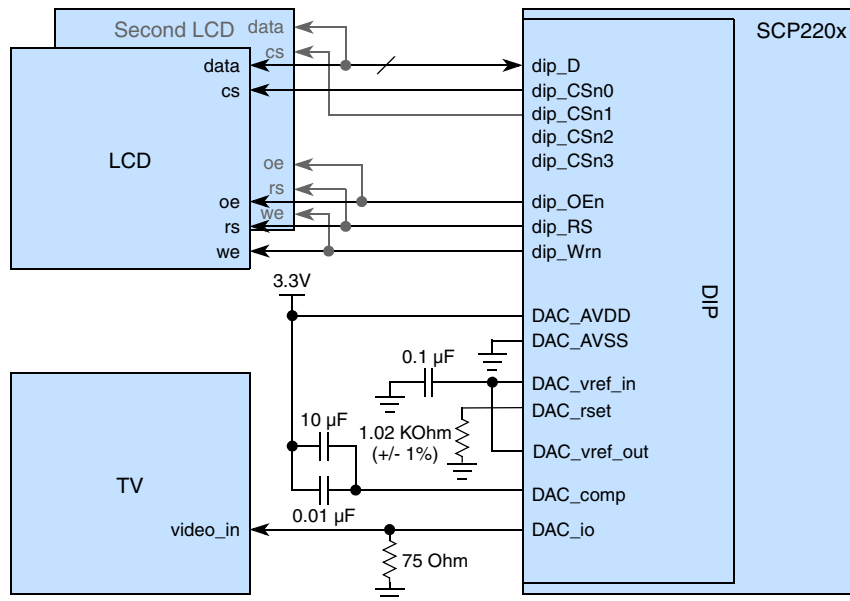 Second LCD
data
cs
oe
rs
we
LCD
data
cs
oe
rs
we
SCP220x
DIP
dip_D
dip_CSn0
dip_CSn1
dip_CSn2
dip_CSn3
dip_OEn
dip_RS
dip_Wrn
3.3V
DAC_AVDD
DAC_AVSS
0.1 µF
DAC_vref_in
DAC_rset
10 µF
1.02 KOhm
(+/- 1%)
DAC_vref_out
DAC_comp
0.01 µF
TV
video_in
DAC_io
75 Ohm